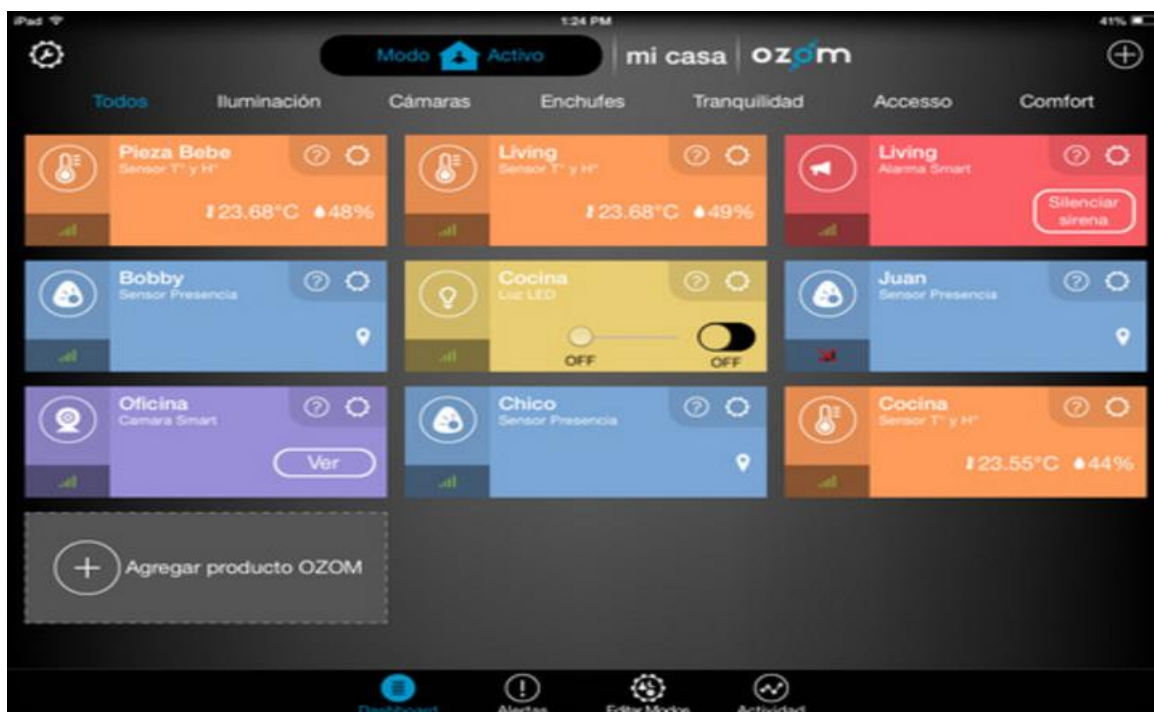 iPad 1:24 PM 41%
Modo Activo mi casa ozom
Todos Iluminación Cámaras Enchufes Tranquilidad Accesso Comfort
Pieza Bebe
Sensor T° y H°
23.68°C 48%
Living
Sensor T° y H°
23.68°C 49%
Living
Alarma Smart
Silenciar
sirena
Bobby
Sensor Presencia
Cocina
Luz LED
OFF OFF
Juan
Sensor Presencia
Oficina
Camara Smart
Ver
Chico
Sensor Presencia
Cocina
Sensor T° y H°
23.55°C 44%
Agregar producto OZOM
Dashboard Alertas Editar Modos Actividad